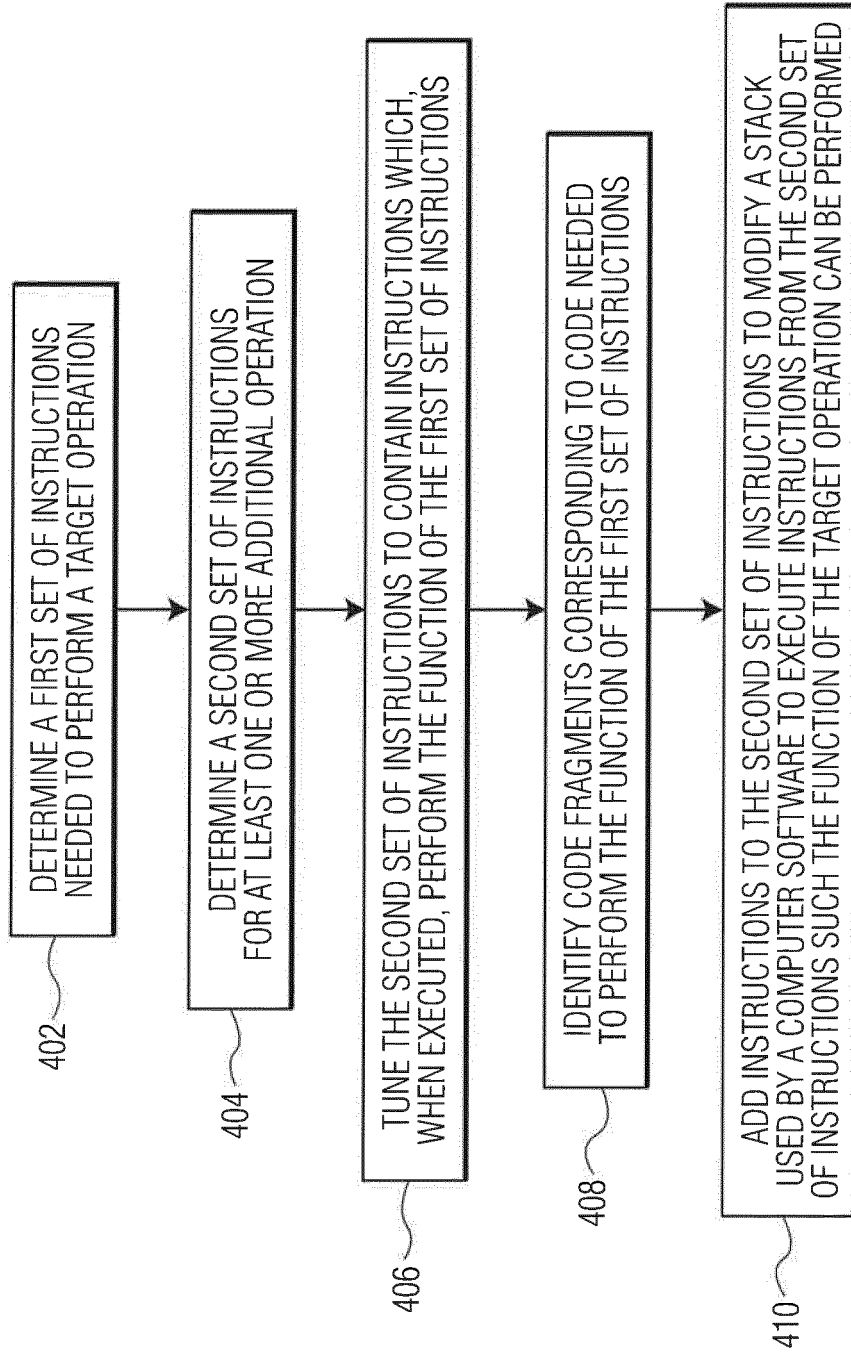 DETERMINE A FIRST SET OF INSTRUCTIONS
NEEDED TO PERFORM A TARGET OPERATION
402
DETERMINE A SECOND SET OF INSTRUCTIONS
FOR AT LEAST ONE OR MORE ADDITIONAL OPERATION
404
TUNE THE SECOND SET OF INSTRUCTIONS TO CONTAIN INSTRUCTIONS WHICH,
WHEN EXECUTED, PERFORM THE FUNCTION OF THE FIRST SET OF INSTRUCTIONS
406
IDENTIFY CODE FRAGMENTS CORRESPONDING TO CODE NEEDED
TO PERFORM THE FUNCTION OF THE FIRST SET OF INSTRUCTIONS
408
ADD INSTRUCTIONS TO THE SECOND SET OF INSTRUCTIONS TO MODIFY A STACK
USED BY A COMPUTER SOFTWARE TO EXECUTE INSTRUCTIONS FROM THE SECOND SET
OF INSTRUCTIONS SUCH THE FUNCTION OF THE TARGET OPERATION CAN BE PERFORMED
410